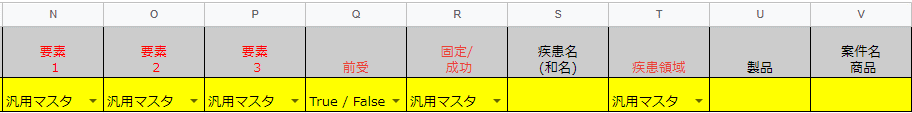 N O P Q R S T U V
要素 要素 要素 固定/ 疾患名 案件名
1 2 3 前受 成功 (和名) 疾患領域 製品 商品
汎用マスタ 汎用マスタ 汎用マスタ True / False 汎用マスタ 汎用マスタ